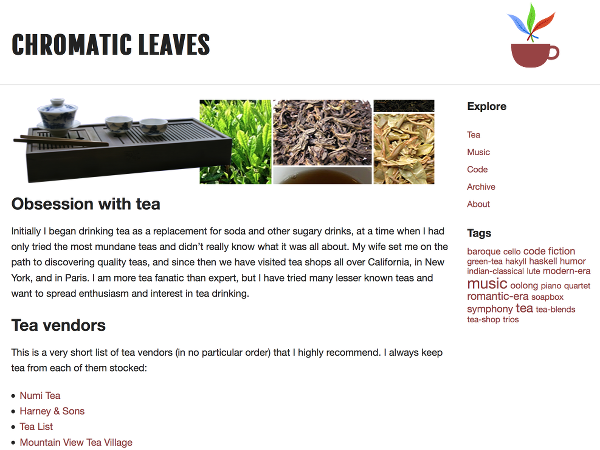 CHROMATIC LEAVES
Obsession with tea
Initially I began drinking tea as a replacement for soda and other sugary drinks, at a time when I had
only tried the most mundane teas and didn't really know what it was all about. My wife set me on the
path to discovering quality teas, and since then we have visited tea shops all over California, in New
York, and in Paris. I am more tea fanatic than expert, but I have tried many lesser known teas and
want to spread enthusiasm and interest in tea drinking.
Tea vendors
This is a very short list of tea vendors (in no particular order) that I highly recommend. I always keep
tea from each of them stocked:
Numi Tea
Harney & Sons
Tea List
Mountain View Tea Village
Explore
Tea
Music
Code
Archive
About
Tags
baroque cello code fiction
green-tea hakyll haskell humor
indian-classical lute modern-era
music oolong piano quartet
romantic-era soapbox
symphony tea tea-blends
tea-shop trios